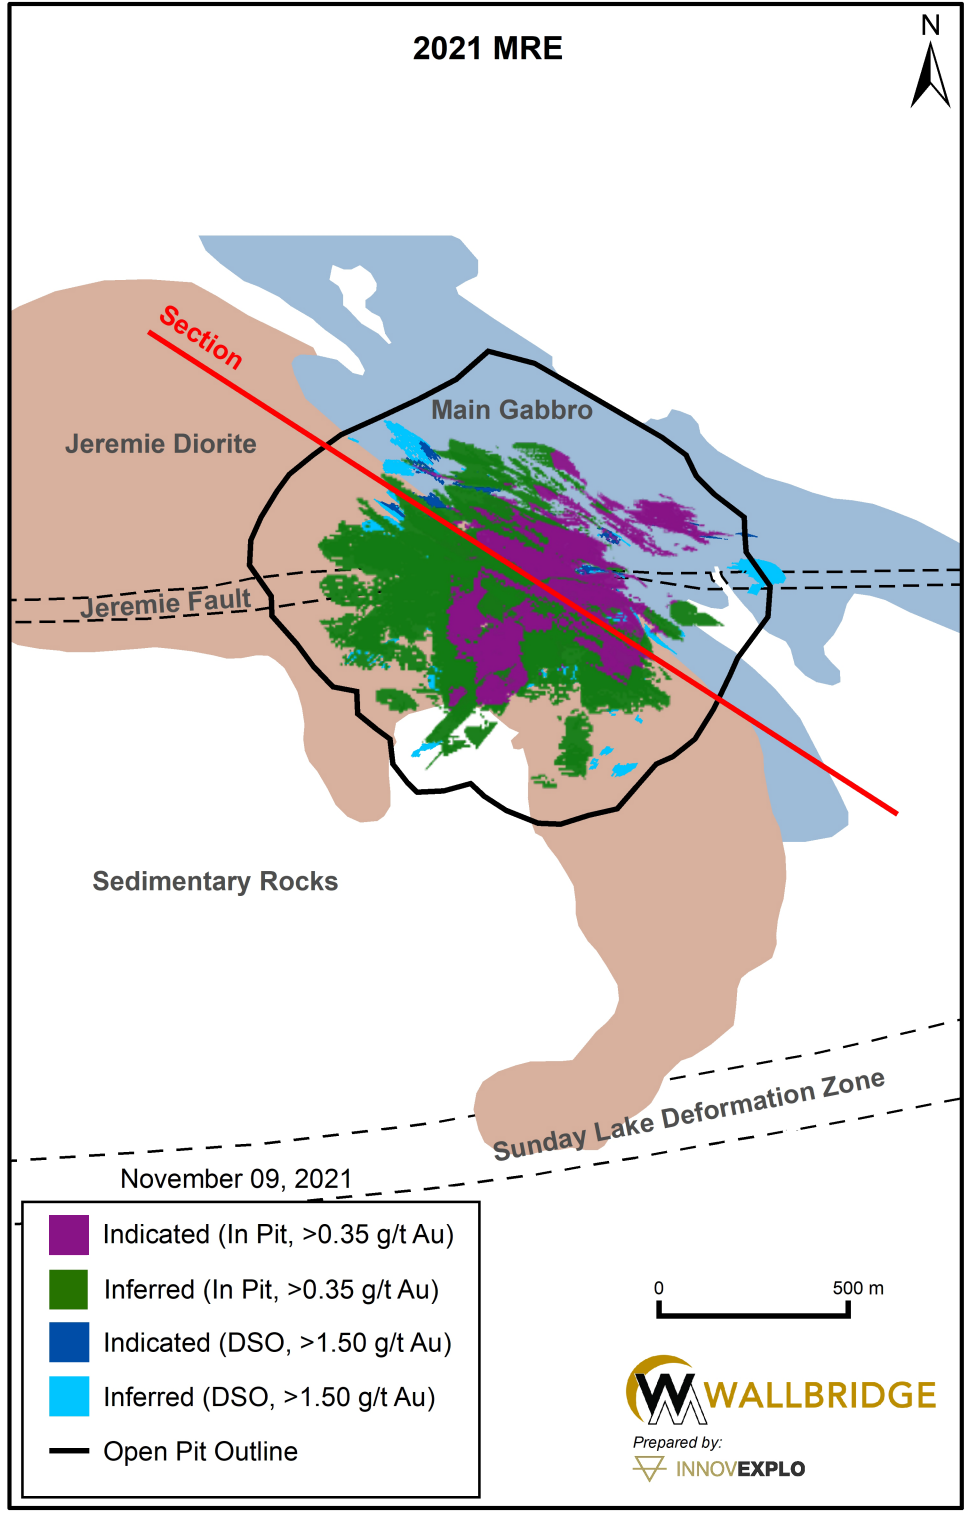 2021 MRE
N
Section
Main Gabbro
Jeremie Diorite
Jeremie Fault
Sedimentary Rocks
Sunday Lake Deformation Zone
November 09, 2021
Indicated (In Pit, >0.35 g/t Au)
Inferred (In Pit, >0.35 g/t Au)
Indicated (DSO, >1.50 g/t Au)
Inferred (DSO, >1.50 g/t Au)
Open Pit Outline
0 500 m
WALLBRIDGE
Prepared by:
INNOVEXPLO